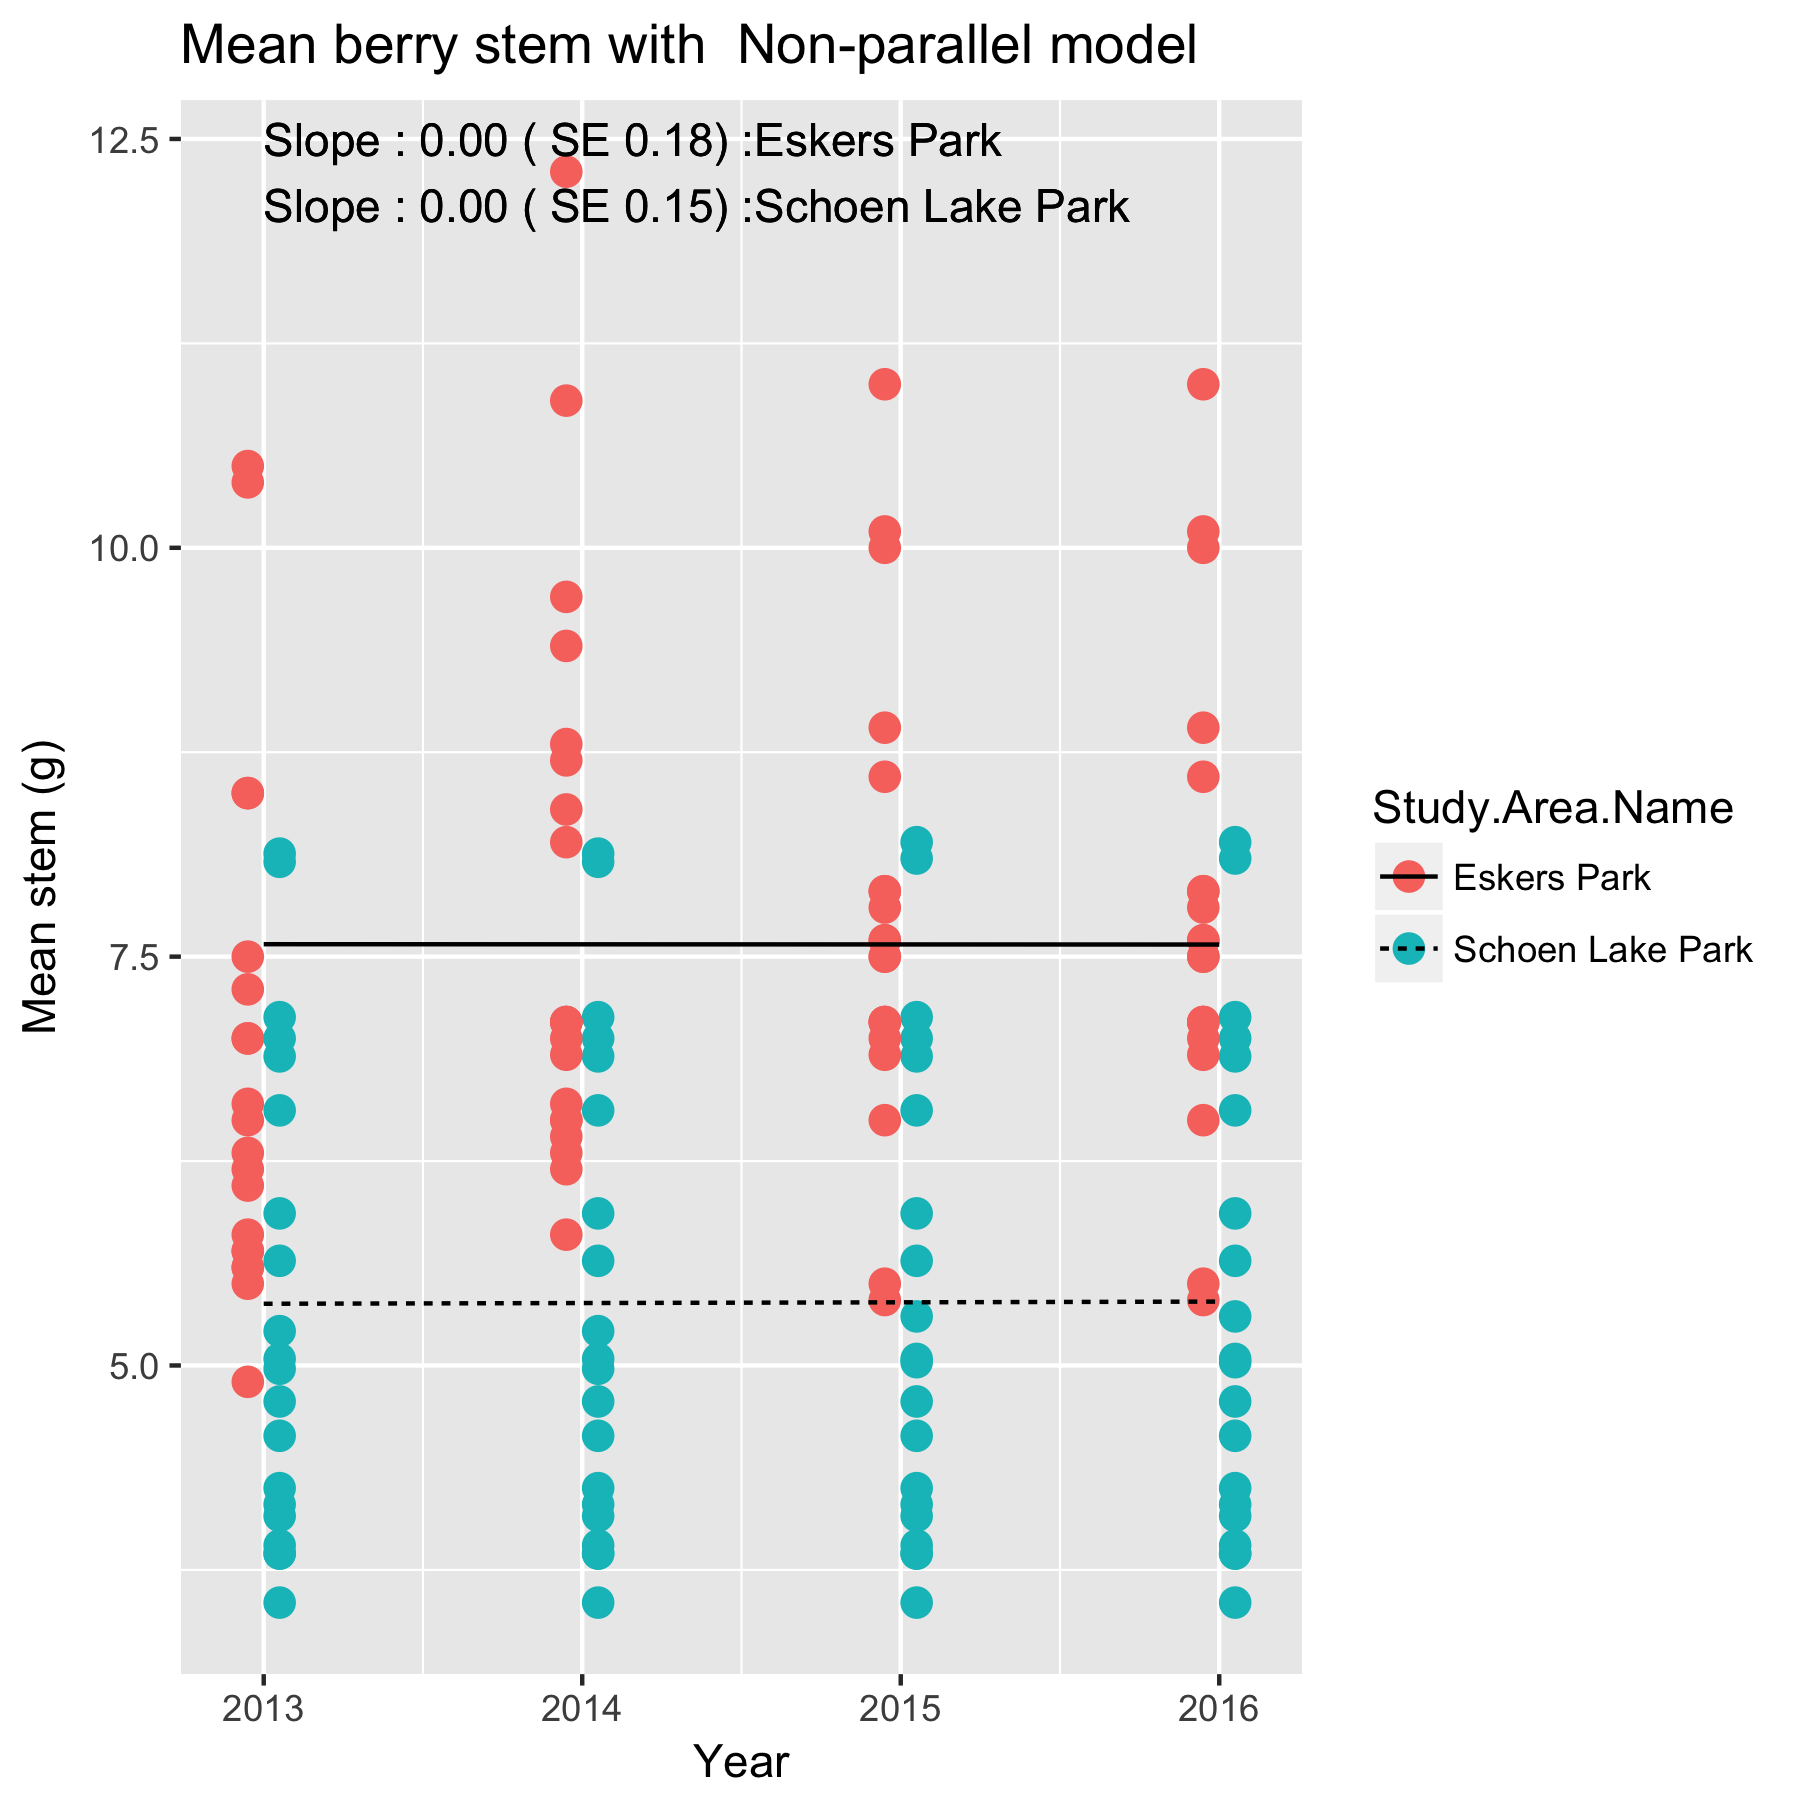 Mean berry stem with  Non-parallel model
Slope : 0.00 ( SE 0.18) :Eskers Park
Slope : 0.00 ( SE 0.15) :Schoen Lake Park
12.5
10.0
7.5
5.0
Mean stem (g)
2013 2014 2015 2016
Year
Study.Area.Name
Eskers Park
Schoen Lake Park